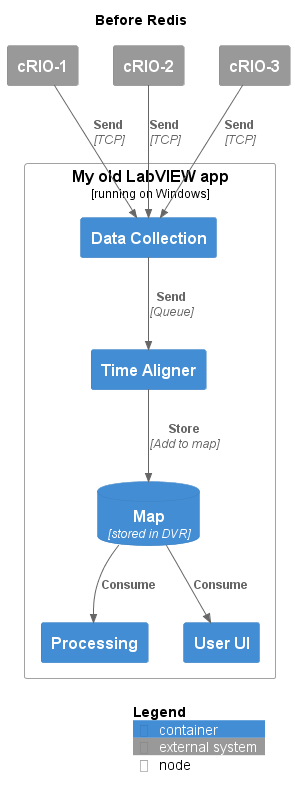 Before Redis
cRIO-1 cRIO-2 cRIO-3
Send Send Send
[TCP] [TCP] [TCP]
My old LabVIEW app
[running on Windows]
Data Collection
Send
[Queue]
Time Aligner
Store
[Add to map]
Map
[stored in DVR]
Consume Consume
Processing User UI
Legend
container
external system
node